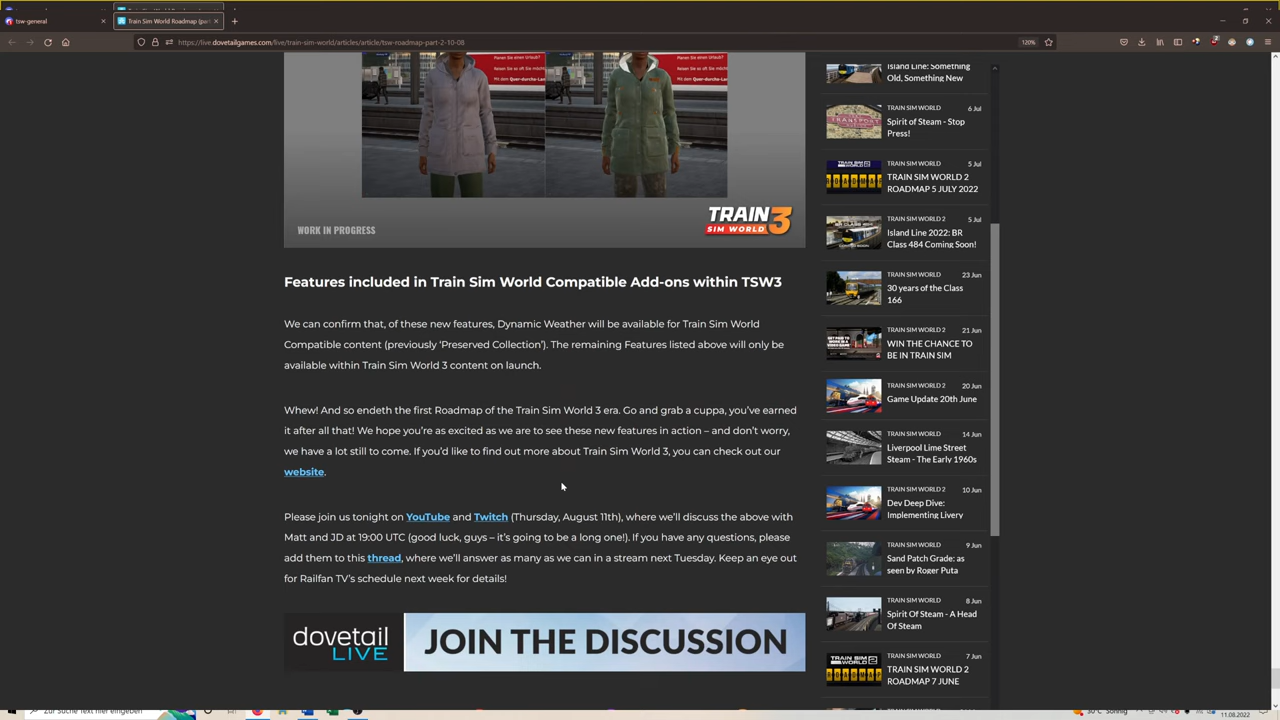 tsw-general
Train Sim World Roadmap (par
https://live.dovetailgames.com/live/train-sim-world/articles/article/tsw-roadmap-part-2-10-08
120%
WORK IN PROGRESS
TRAIN 3
SIM WORLD
Features included in Train Sim World Compatible Add-ons within TSW3
We can confirm that, of these new features, Dynamic Weather will be available for Train Sim World
Compatible content (previously ‘Preserved Collection’). The remaining Features listed above will only be
available within Train Sim World 3 content on launch.
Whew! And so endeth the first Roadmap of the Train Sim World 3 era. Go and grab a cuppa, you’ve earned
it after all that! We hope you’re as excited as we are to see these new features in action – and don’t worry,
we have a lot still to come. If you’d like to find out more about Train Sim World 3, you can check out our
website.
Please join us tonight on YouTube and Twitch (Thursday, August 11th), where we’ll discuss the above with
Matt and JD at 19:00 UTC (good luck, guys – it’s going to be a long one!). If you have any questions, please
add them to this thread, where we’ll answer as many as we can in a stream next Tuesday. Keep an eye out
for Railfan TV’s schedule next week for details!
dovetail
LIVE
JOIN THE DISCUSSION
Island Line: Something
Old, Something New
TRAIN SIM WORLD 6 Jul
Spirit of Steam - Stop
Press!
TRAIN SIM WORLD 5 Jul
TRAIN SIM WORLD 2
ROADMAP 5 JULY 2022
TRAIN SIM WORLD 2 5 Jul
Island Line 2022: BR
Class 484 Coming Soon!
TRAIN SIM WORLD 23 Jun
30 years of the Class
166
TRAIN SIM WORLD 2 21 Jun
WIN THE CHANCE TO
BE IN TRAIN SIM
TRAIN SIM WORLD 2 20 Jun
Game Update 20th June
TRAIN SIM WORLD 2 14 Jun
Liverpool Lime Street
Steam - The Early 1960s
TRAIN SIM WORLD 2 10 Jun
Dev Deep Dive:
Implementing Livery
TRAIN SIM WORLD 9 Jun
Sand Patch Grade: as
seen by Roger Puta
TRAIN SIM WORLD 8 Jun
Spirit Of Steam - A Head
Of Steam
TRAIN SIM WORLD 7 Jun
TRAIN SIM WORLD 2
ROADMAP 7 JUNE
Zur Suche Text hier eingeben
30°C Sonnig
11.08.2022